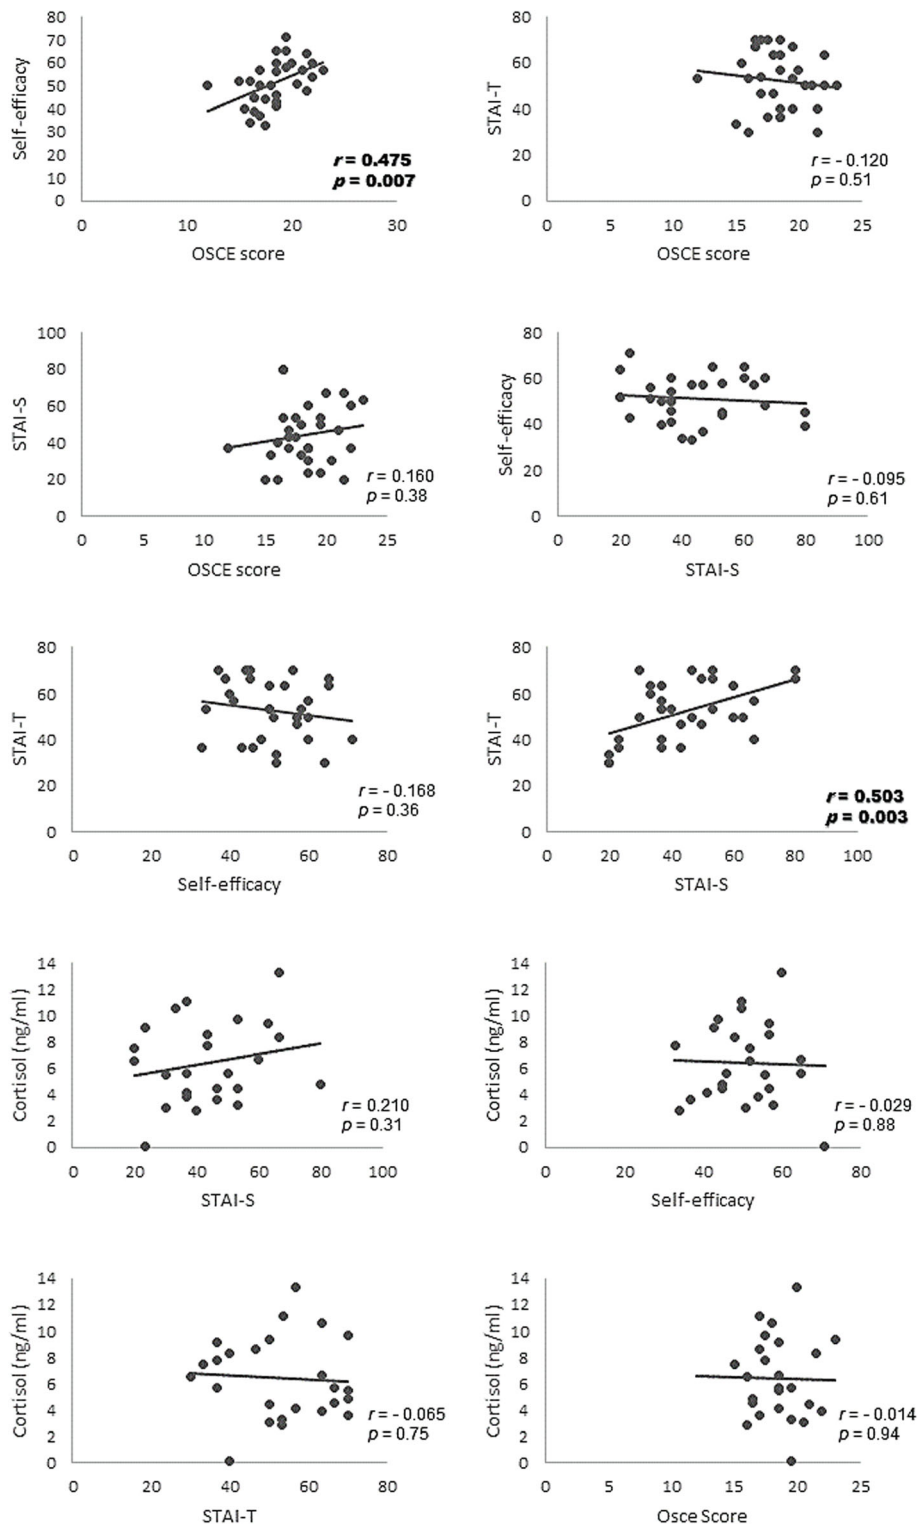 80
70
60
50
40
30
20
10
0
Self-efficacy
r = 0.475
p = 0.007
0 10 20 30
OSCE score
80
60
40
20
0
STAI-T
r = - 0.120
p = 0.51
0 5 10 15 20 25
OSCE score
100
80
60
40
20
0
STAI-S
r = 0.160
p = 0.38
0 5 10 15 20 25
OSCE score
80
60
40
20
0
Self-efficacy
r = - 0.095
p = 0.61
0 20 40 60 80 100
STAI-S
80
60
40
20
0
STAI-T
r = - 0.168
p = 0.36
0 20 40 60 80
Self-efficacy
80
60
40
20
0
STAI-T
r = 0.503
p = 0.003
0 20 40 60 80 100
STAI-S
14
12
10
8
6
4
2
0
Cortisol (ng/ml)
r = 0.210
p = 0.31
0 20 40 60 80 100
STAI-S
14
12
10
8
6
4
2
0
Cortisol (ng/ml)
r = - 0.029
p = 0.88
0 20 40 60 80
Self-efficacy
14
12
10
8
6
4
2
0
Cortisol (ng/ml)
r = - 0.065
p = 0.75
0 20 40 60 80
STAI-T
14
12
10
8
6
4
2
0
Cortisol (ng/ml)
r = - 0.014
p = 0.94
0 5 10 15 20 25
Osce Score